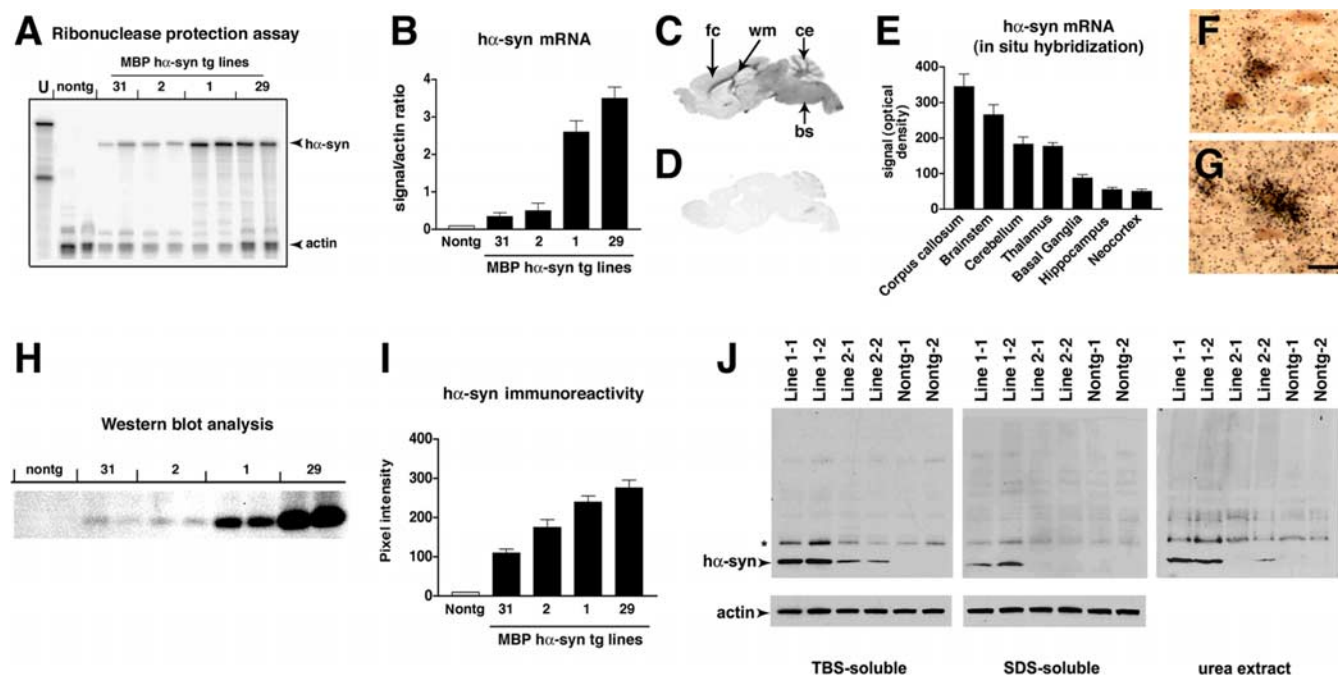 A
Ribonuclease protection assay
MBP hα-syn tg lines
U nontg 31 2 1 29
hα-syn
actin
B
hα-syn mRNA
signal/actin ratio
4
3
2
1
0
Nontg 31 2 1 29
MBP hα-syn tg lines
C
fc wm ce
bs
D
E
hα-syn mRNA
(in situ hybridization)
signal (optical
density)
400
300
200
100
0
Corpus callosum
Brainstem
Cerebellum
Thalamus
Basal Ganglia
Hippocampus
Neocortex
F
G
H
Western blot analysis
nontg 31 2 1 29
I
hα-syn immunoreactivity
Pixel intensity
400
300
200
100
0
Nontg 31 2 1 29
MBP hα-syn tg lines
J
Line 1-1 Line 1-2 Line 2-1 Line 2-2 Nontg-1 Nontg-2
Line 1-1 Line 1-2 Line 2-1 Line 2-2 Nontg-1 Nontg-2
Line 1-1 Line 1-2 Line 2-1 Line 2-2 Nontg-1 Nontg-2
*
hα-syn
actin
TBS-soluble SDS-soluble urea extract